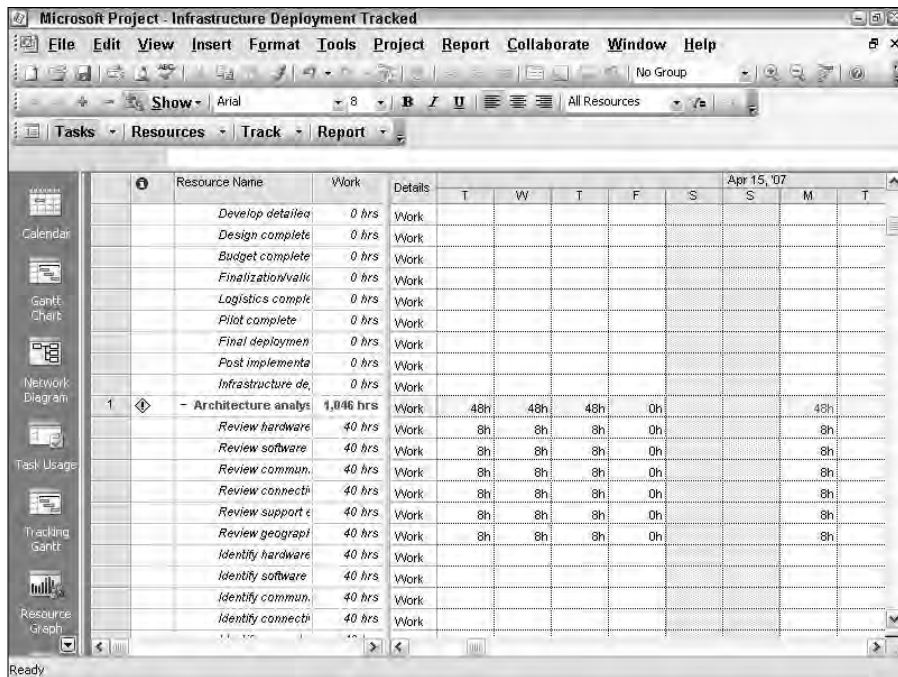 Microsoft Project - Infrastructure Deployment Tracked
File Edit View Insert Format Tools Project Report Collaborate Window Help
No Group
Show Arial 8 B I U All Resources
Tasks Resources Track Report
Resource Name Work Details Apr 15, '07
T W T F S S M T
Develop detailed 0 hrs Work
Design complete 0 hrs Work
Budget complete 0 hrs Work
Finalization/valic 0 hrs Work
Logistics comple 0 hrs Work
Pilot complete 0 hrs Work
Final deploymen 0 hrs Work
Post implementa 0 hrs Work
Infrastructure de, 0 hrs Work
1 - Architecture analys 1,046 hrs Work 48h 48h 48h 0h 48h
Review hardware 40 hrs Work 8h 8h 8h 0h 8h
Review software 40 hrs Work 8h 8h 8h 0h 8h
Review commun. 40 hrs Work 8h 8h 8h 0h 8h
Review connecti 40 hrs Work 8h 8h 8h 0h 8h
Review support e 40 hrs Work 8h 8h 8h 0h 8h
Review geograpi 40 hrs Work 8h 8h 8h 0h 8h
Identify hardware 40 hrs Work
Identify software 40 hrs Work
Identify commun. 40 hrs Work
Identify connecti 40 hrs Work
Calendar
Gantt
Chart
Network
Diagram
Task Usage
Tracking
Gantt
Resource
Graph
Ready